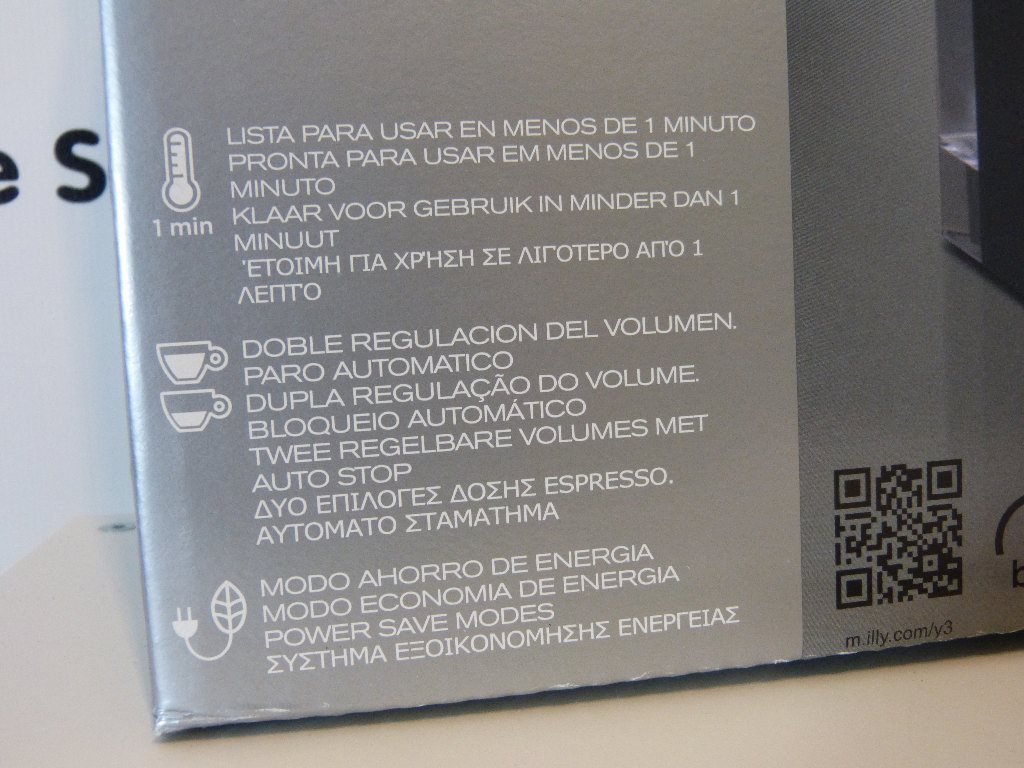 e S
1 min
LISTA PARA USAR EN MENOS DE 1 MINUTO
PRONTA PARA USAR EM MENOS DE 1
MINUTO
KLAAR VOOR GEBRUIK IN MINDER DAN 1
MINUUT
ΈΤΟΙΜΗ ΓΙΑ ΧΡΉΣΗ ΣΕ ΛΙΓΟΤΕΡΟ ΑΠΌ 1
ΛΕΠΤΟ
DOBLE REGULACION DEL VOLUMEN.
PARO AUTOMATICO
DUPLA REGULAÇÃO DO VOLUME.
BLOQUEIO AUTOMÁTICO
TWEE REGELBARE VOLUMES MET
AUTO STOP
ΔΥΟ ΕΠΙΛΟΓΕΣ ΔΟΣΗΣ ESPRESSO.
ΑΥΤΟΜΑΤΟ ΣΤΑΜΑΤΗΜΑ
MODO AHORRO DE ENERGIA
MODO ECONOMIA DE ENERGIA
POWER SAVE MODES
ΣΥΣΤΗΜΑ ΕΞΟΙΚΟΝΟΜΗΣΗΣ ΕΝΕΡΓΕΙΑΣ
m.illy.com/y3